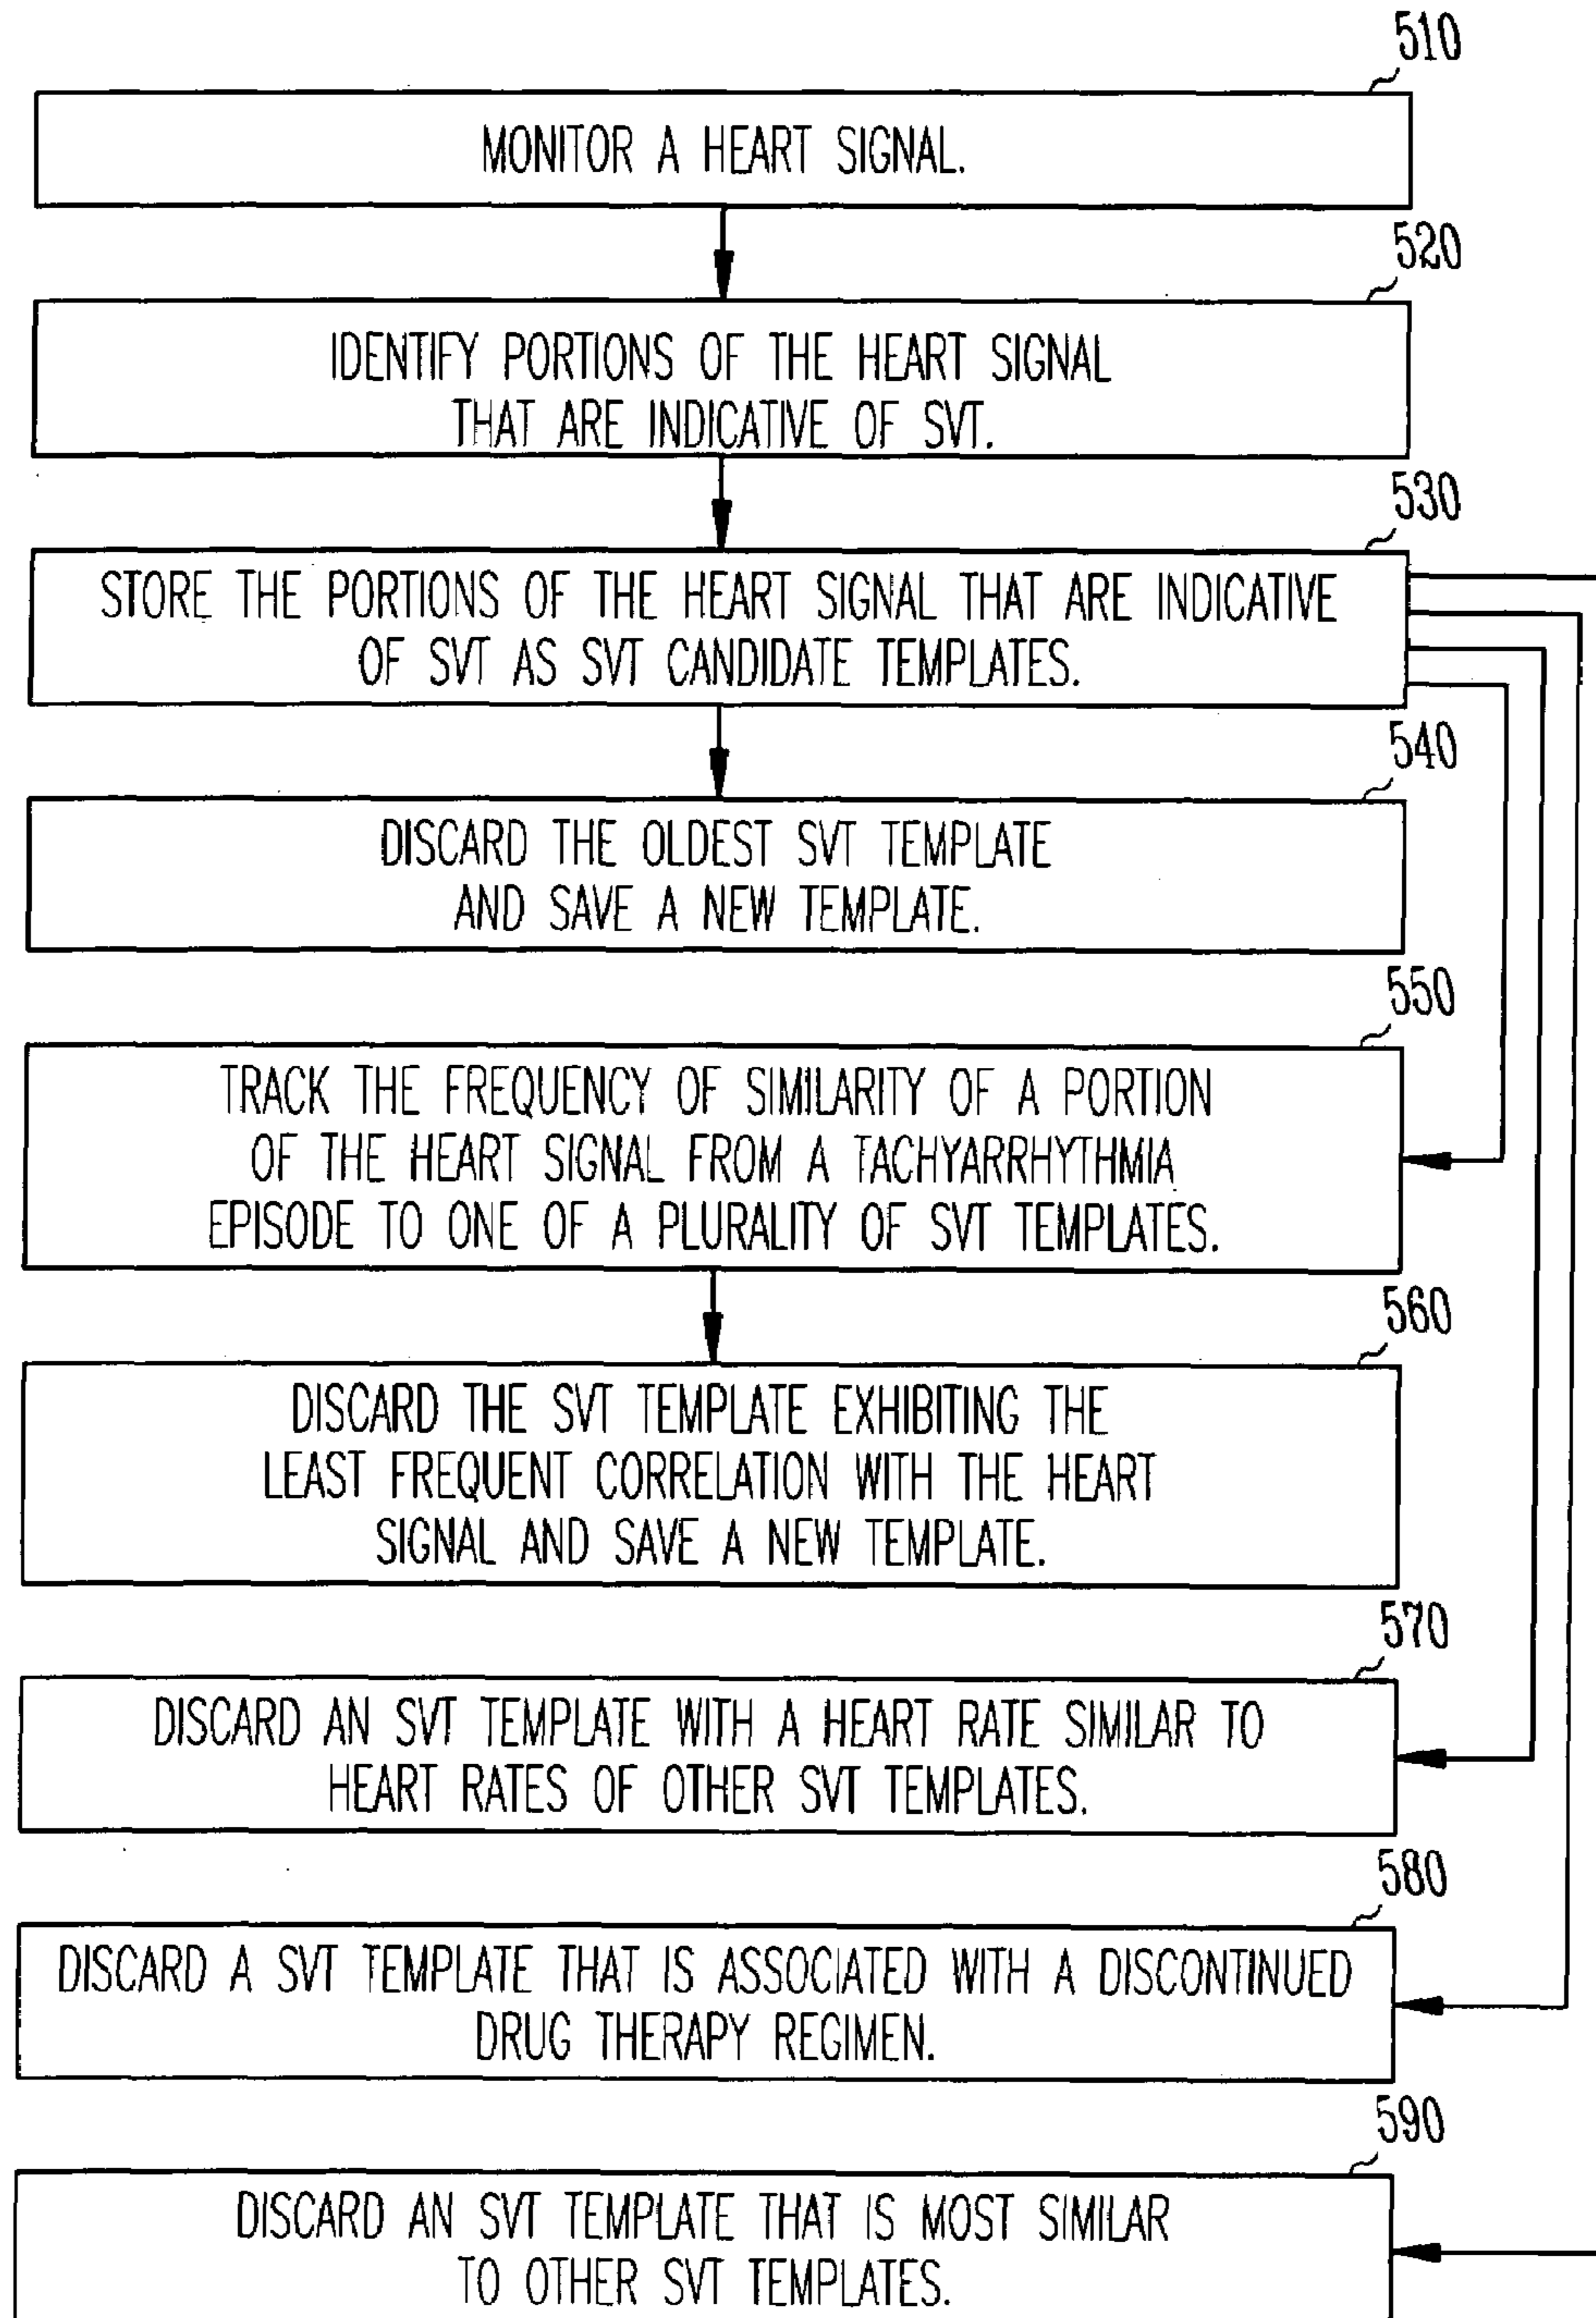 510
MONITOR A HEART SIGNAL.
520
IDENTIFY PORTIONS OF THE HEART SIGNAL
THAT ARE INDICATIVE OF SVT.
530
STORE THE PORTIONS OF THE HEART SIGNAL THAT ARE INDICATIVE
OF SVT AS SVT CANDIDATE TEMPLATES.
540
DISCARD THE OLDEST SVT TEMPLATE
AND SAVE A NEW TEMPLATE.
550
TRACK THE FREQUENCY OF SIMILARITY OF A PORTION
OF THE HEART SIGNAL FROM A TACHYARRHYTHMIA
EPISODE TO ONE OF A PLURALITY OF SVT TEMPLATES.
560
DISCARD THE SVT TEMPLATE EXHIBITING THE
LEAST FREQUENT CORRELATION WITH THE HEART
SIGNAL AND SAVE A NEW TEMPLATE.
570
DISCARD AN SVT TEMPLATE WITH A HEART RATE SIMILAR TO
HEART RATES OF OTHER SVT TEMPLATES.
580
DISCARD A SVT TEMPLATE THAT IS ASSOCIATED WITH A DISCONTINUED
DRUG THERAPY REGIMEN.
590
DISCARD AN SVT TEMPLATE THAT IS MOST SIMILAR
TO OTHER SVT TEMPLATES.